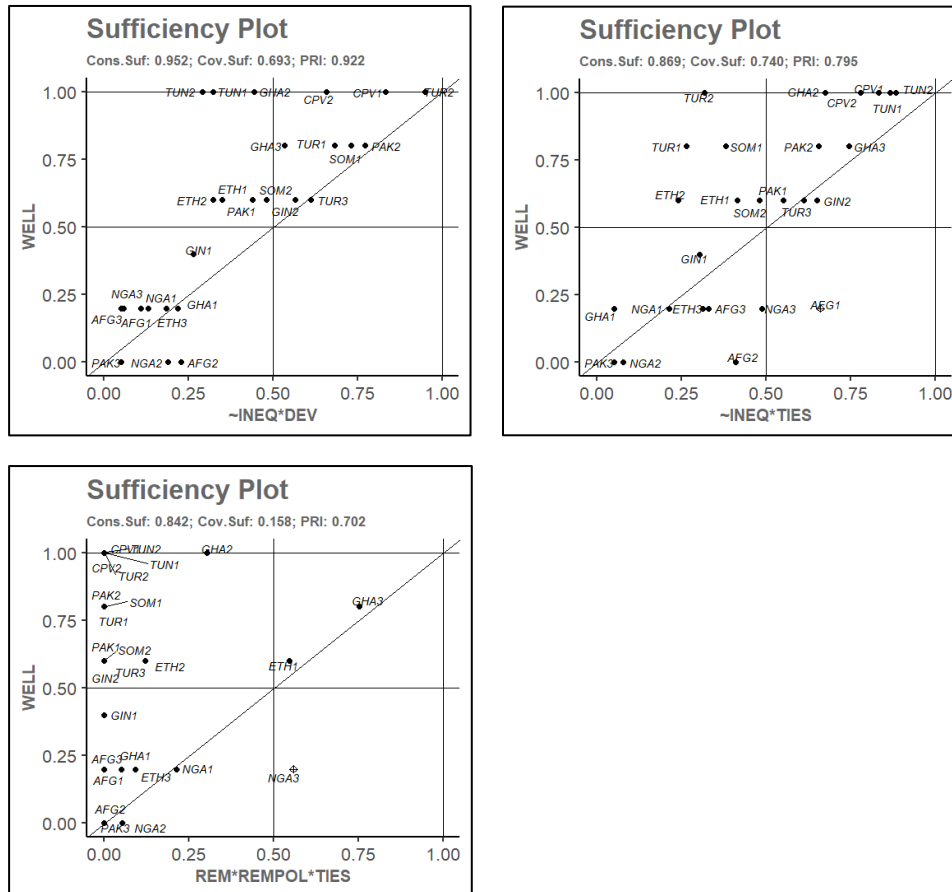 Sufficiency Plot
Cons.Suf: 0.952; Cov.Suf: 0.693; PRI: 0.922
1.00
TUN2 TUN1 GHA2 CPV2 CPV1 TUR2
GHA3 TUR1 SOM1 PAK2
0.75
ETH2 ETH1 PAK1 SOM2 GIN2 TUR3
WELL
0.50
GIN1
0.25
AFG3 NGA3 AFG1 NGA1 ETH3 GHA1
0.00
PAK3 NGA2 AFG2
0.00 0.25 0.50 0.75 1.00
~INEQ*DEV
Sufficiency Plot
Cons.Suf: 0.869; Cov.Suf: 0.740; PRI: 0.795
1.00
TUR2 GHA2 CPV2 CPV1 TUN1 TUN2
TUR1 SOM1 PAK2 GHA3
0.75
ETH2 ETH1 SOM2 PAK1 TUR3 GIN2
WELL
0.50
GIN1
0.25
GHA1 NGA1 ETH3 AFG3 NGA3 AFG1
0.00
PAK3 NGA2 AFG2
0.00 0.25 0.50 0.75 1.00
~INEQ*TIES
Sufficiency Plot
Cons.Suf: 0.842; Cov.Suf: 0.158; PRI: 0.702
1.00
CPV1 TUN2 GHA2
CPV2 TUR2 TUN1
PAK2 SOM1 GHA3
0.75
TUR1
PAK1 SOM2
GIN2 TUR3 ETH2 ETH1
WELL
0.50
GIN1
0.25
AFG3 GHA1 NGA1
AFG1 ETH3 NGA3
AFG2
0.00
PAK3 NGA2
0.00 0.25 0.50 0.75 1.00
REM*REMPOL*TIES